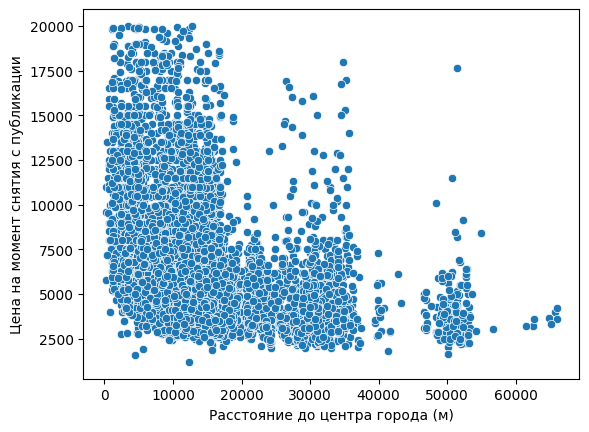 20000
17500
15000
12500
10000
7500
5000
2500
Цена на момент снятия с публикации
0 10000 20000 30000 40000 50000 60000
Расстояние до центра города (м)